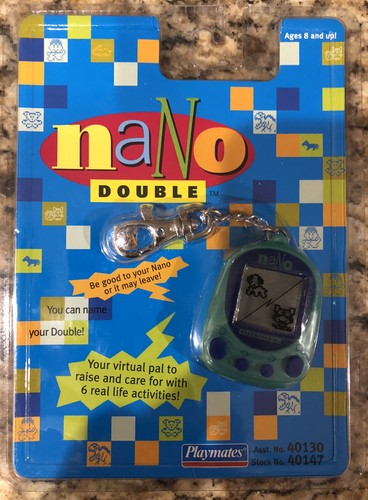 Ages 8 and up!
naNo
DOUBLE™
naNo
Be good to your Nano
or it may leave!
You can name
your Double!
Your virtual pal to
raise and care for with
6 real life activities!
Playmates
Asst. No. 40130
Stock No. 40147